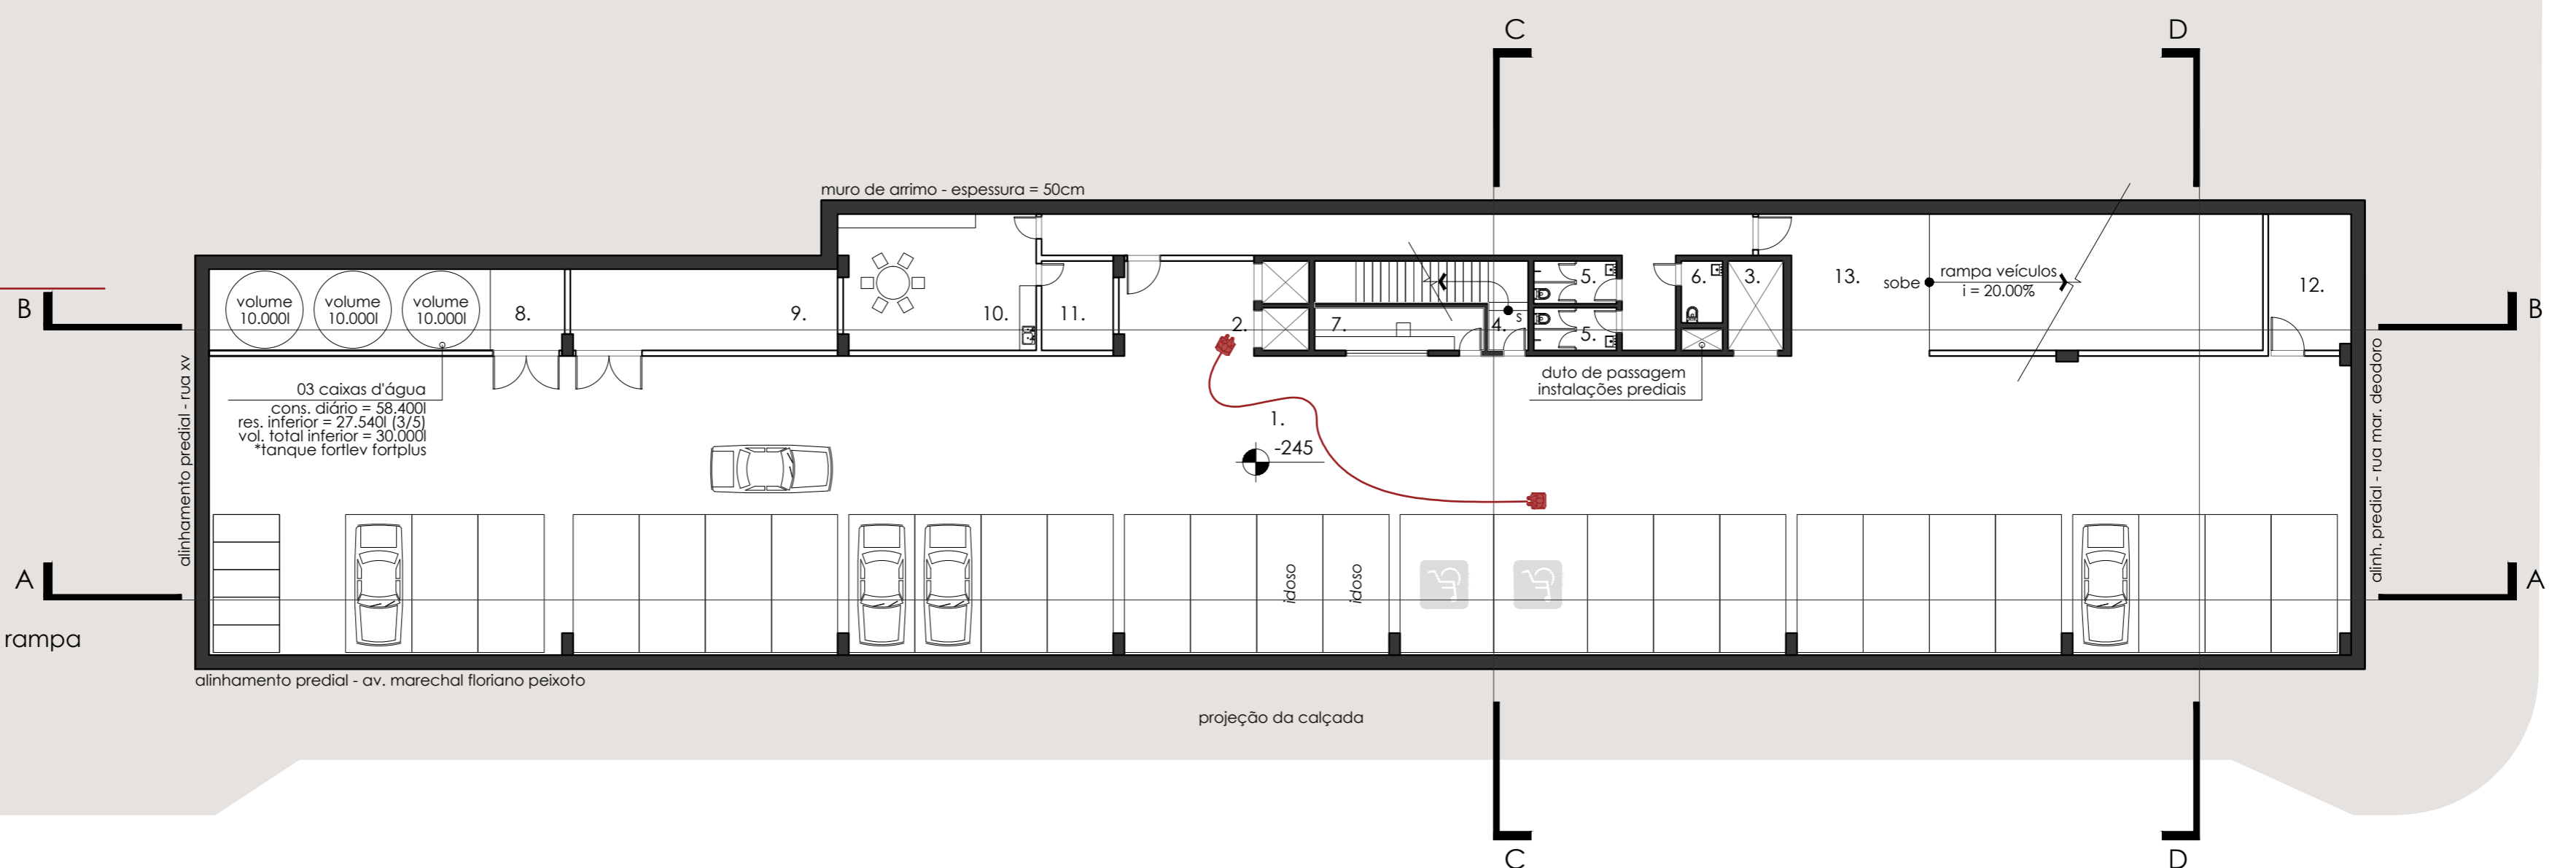 C
D
muro de arrimo - espessura = 50cm
B
volume
10.000l
volume
10.000l
volume
10.000l
8.
9.
10.
11.
2.
7.
4.
s
5.
5.
6.
3.
13.
sobe
rampa veículos
i = 20.00%
12.
B
alinhamento predial - rua xv
03 caixas d'água
cons. diário = 58.400l
res. inferior = 27.540l (3/5)
vol. total inferior = 30.000l
*tanque fortlev fortplus
duto de passagem
instalações prediais
1.
-245
alinh. predial - rua mar. deodoro
A
idoso
idoso
A
rampa
alinhamento predial - av. marechal floriano peixoto
projeção da calçada
C
D